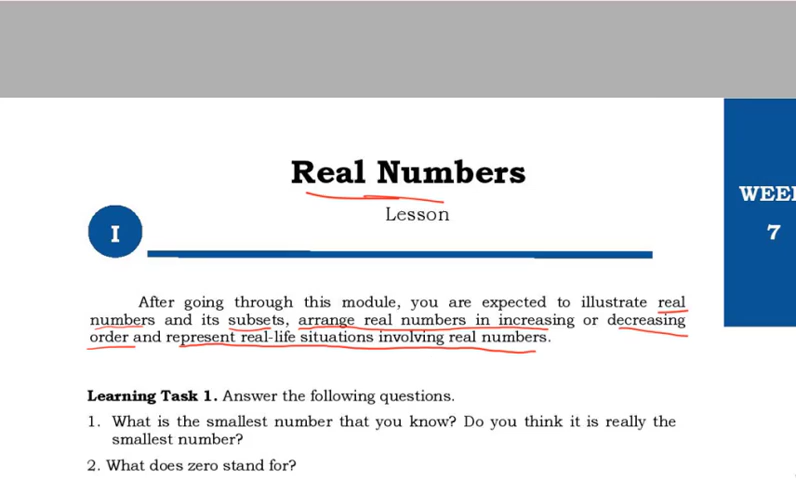 Real Numbers
Lesson
WEE
7
I
After going through this module, you are expected to illustrate real
numbers and its subsets, arrange real numbers in increasing or decreasing
order and represent real-life situations involving real numbers.
Learning Task 1. Answer the following questions.
1. What is the smallest number that you know? Do you think it is really the
smallest number?
2. What does zero stand for?